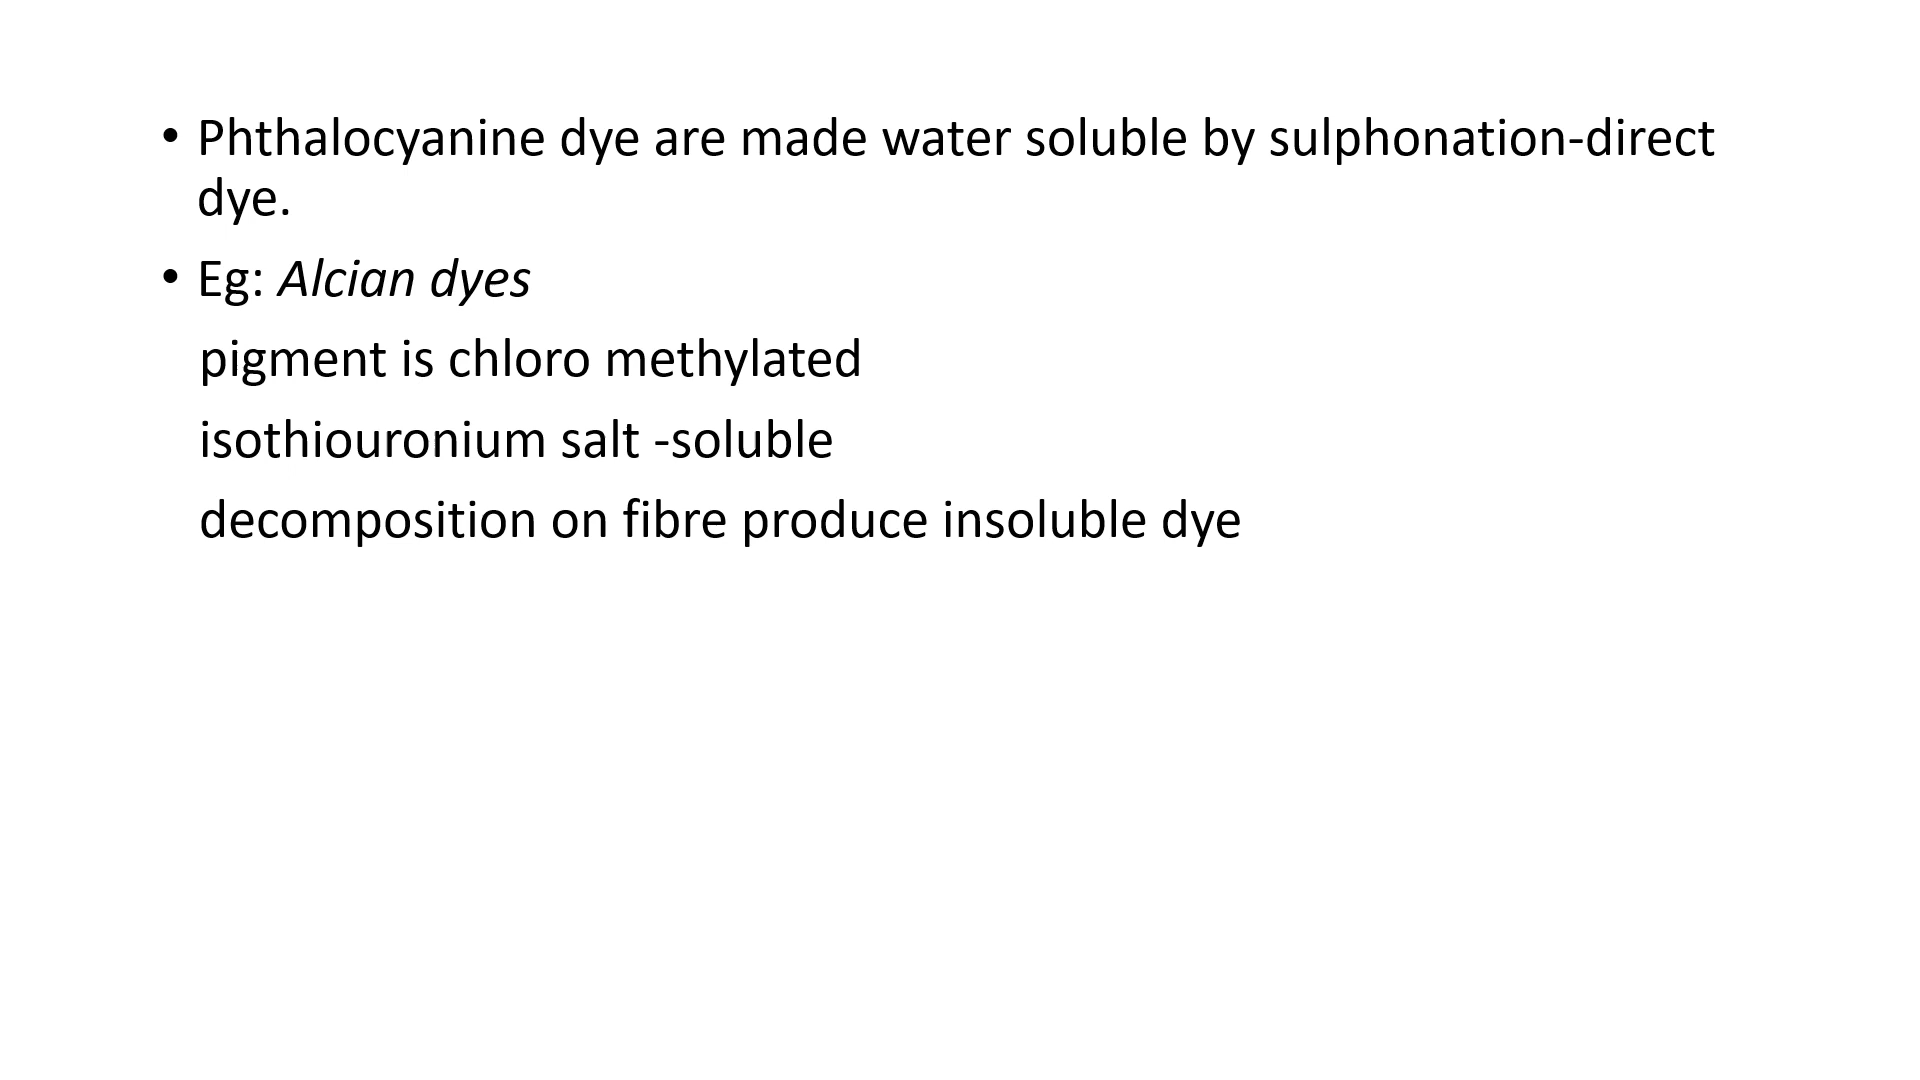 • Phthalocyanine dye are made water soluble by sulphonation-direct
dye.
• Eg: Alcian dyes
pigment is chloro methylated
isothiouronium salt -soluble
decomposition on fibre produce insoluble dye